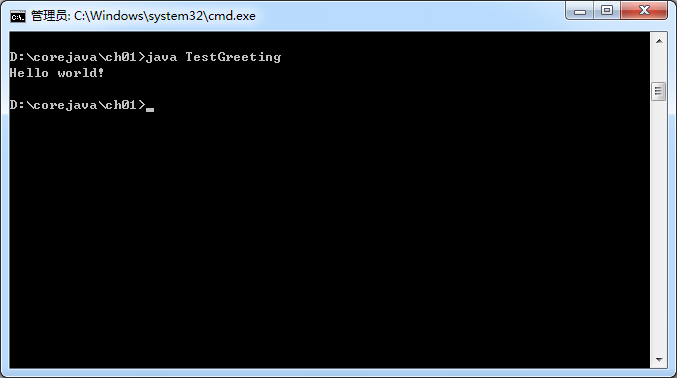 管理员: C:\Windows\system32\cmd.exe
D:\corejava\ch01>java TestGreeting
Hello world!
D:\corejava\ch01>